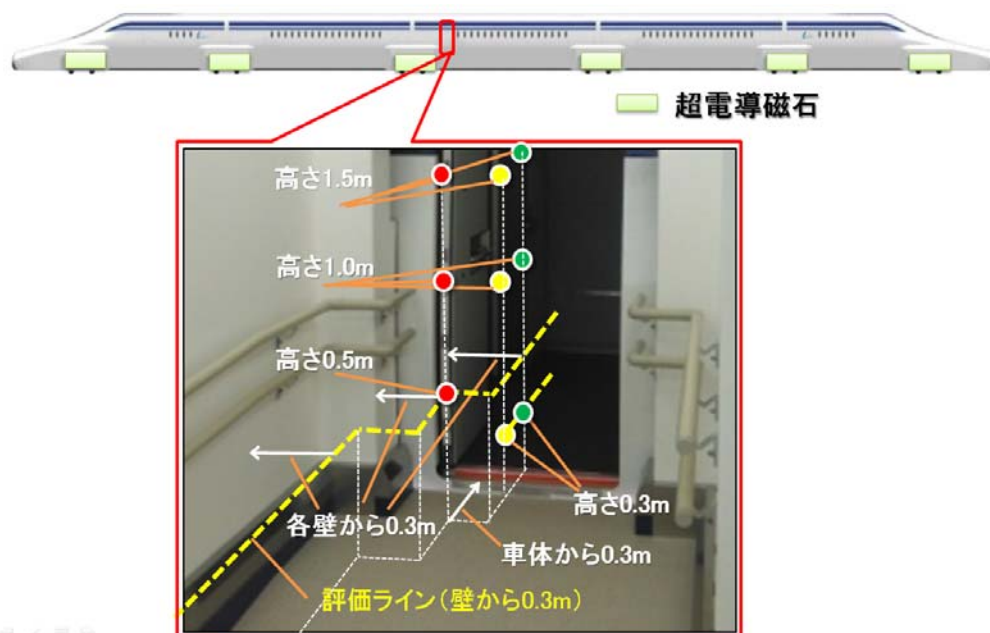 超電導磁石
高さ1.5m
高さ1.0m
高さ0.5m
高さ0.3m
各壁から0.3m
車体から0.3m
評価ライン（壁から0.3m）